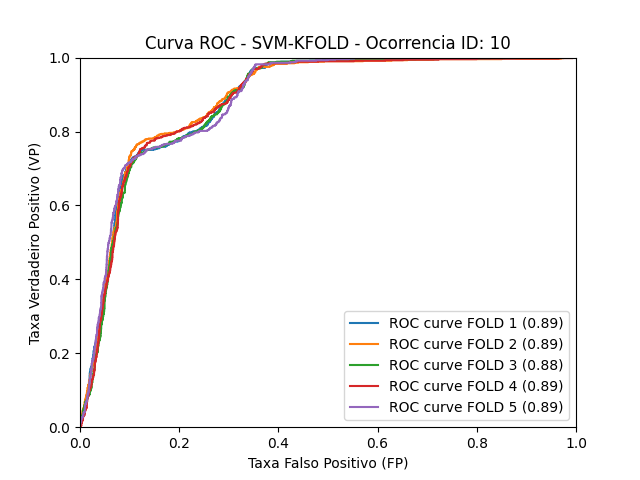 Curva ROC - SVM-KFOLD - Ocorrencia ID: 10
Taxa Verdadeiro Positivo (VP)
1.0
0.8
0.6
0.4
0.2
0.0
ROC curve FOLD 1 (0.89)
ROC curve FOLD 2 (0.89)
ROC curve FOLD 3 (0.88)
ROC curve FOLD 4 (0.89)
ROC curve FOLD 5 (0.89)
0.0 0.2 0.4 0.6 0.8 1.0
Taxa Falso Positivo (FP)